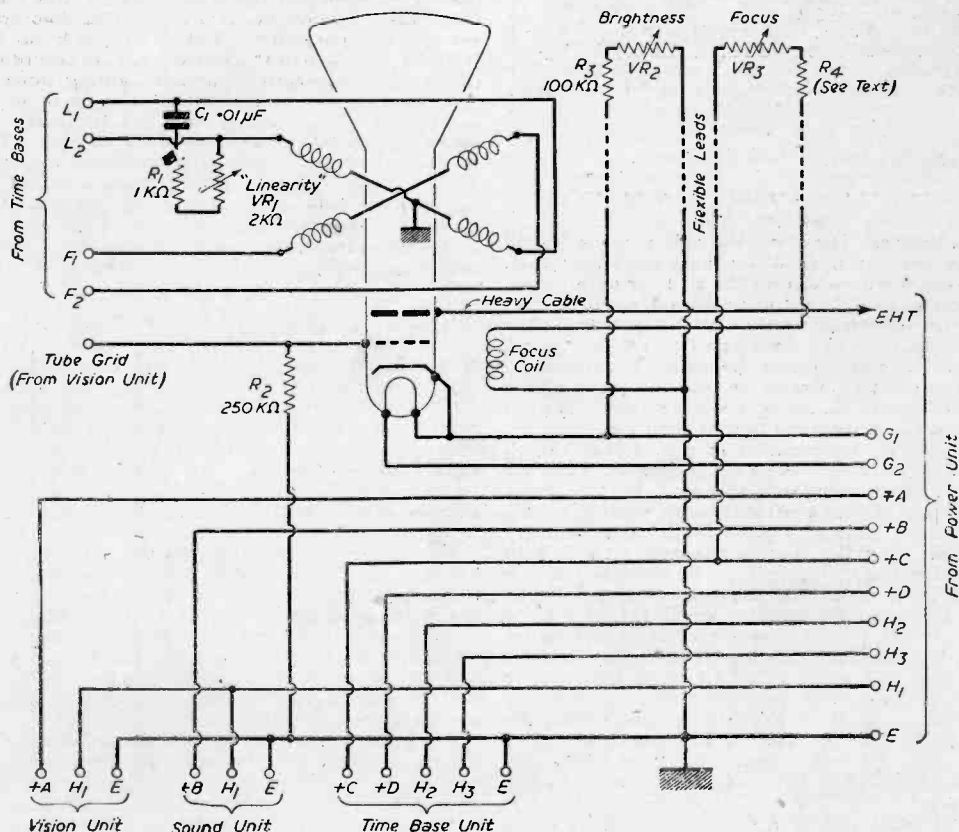 Brightness
Focus
R3
100KΩ
VR2
VR3
R4
(See Text)
L1
C1 ·01µF
L2
R1
1KΩ
"Linearity"
VR1
2KΩ
From Time Bases
F1
F2
Flexible Leads
Heavy Cable
EHT
Tube Grid
(From Vision Unit)
Focus
Coil
R2
250KΩ
G1
G2
+A
+B
+C
+D
H2
H3
H1
E
From Power Unit
+A H1 E +B H1 E +C +D H2 H3 E
Vision Unit Sound Unit Time Base Unit